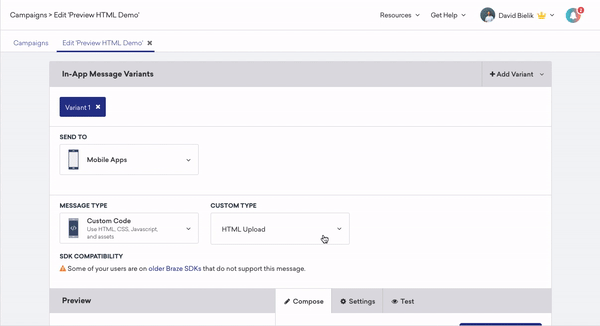 Campaigns > Edit 'Preview HTML Demo'
Resources
Get Help
David Bielik
2
Campaigns
Edit 'Preview HTML Demo' ✖
In-App Message Variants
+ Add Variant
Variant 1 ✖
SEND TO
Mobile Apps
MESSAGE TYPE
CUSTOM TYPE
Custom Code
Use HTML, CSS, Javascript,
and assets
HTML Upload
SDK COMPATIBILITY
Some of your users are on older Braze SDKs that do not support this message.
Preview
Compose
Settings
Test